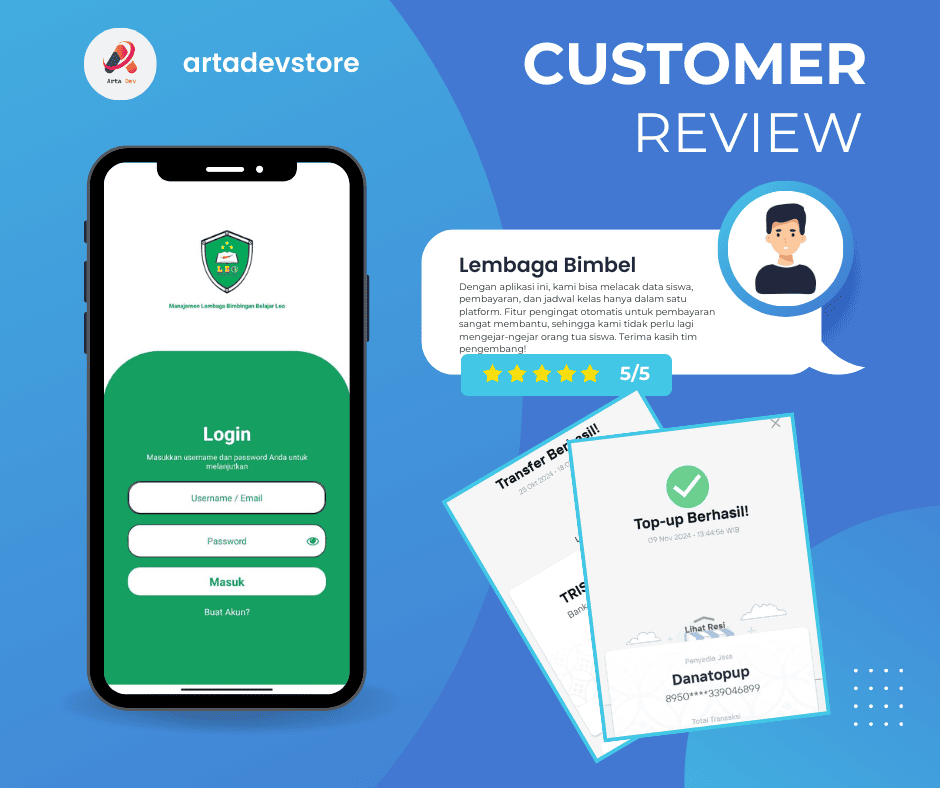 Arta Dev
artadevstore
CUSTOMER
REVIEW
LEO
Manajemen Lembaga Bimbingan Belajar Leo
Login
Masukkan username dan password Anda untuk
melanjutkan
Username / Email
Password
Masuk
Buat Akun?
Lembaga Bimbel
Dengan aplikasi ini, kami bisa melacak data siswa,
pembayaran, dan jadwal kelas hanya dalam satu
platform. Fitur pengingat otomatis untuk pembayaran
sangat membantu, sehingga kami tidak perlu lagi
mengejar-ngejar orang tua siswa. Terima kasih tim
pengembang!
5/5
Transfer Berhasil!
25 Okt 2024 • 18:
TRIS
Bank
Top-up Berhasil!
09 Nov 2024 • 13:44:56 WIB
Lihat Resi
Penyedia Jasa
Danatopup
8950****339046899
Total Transaksi